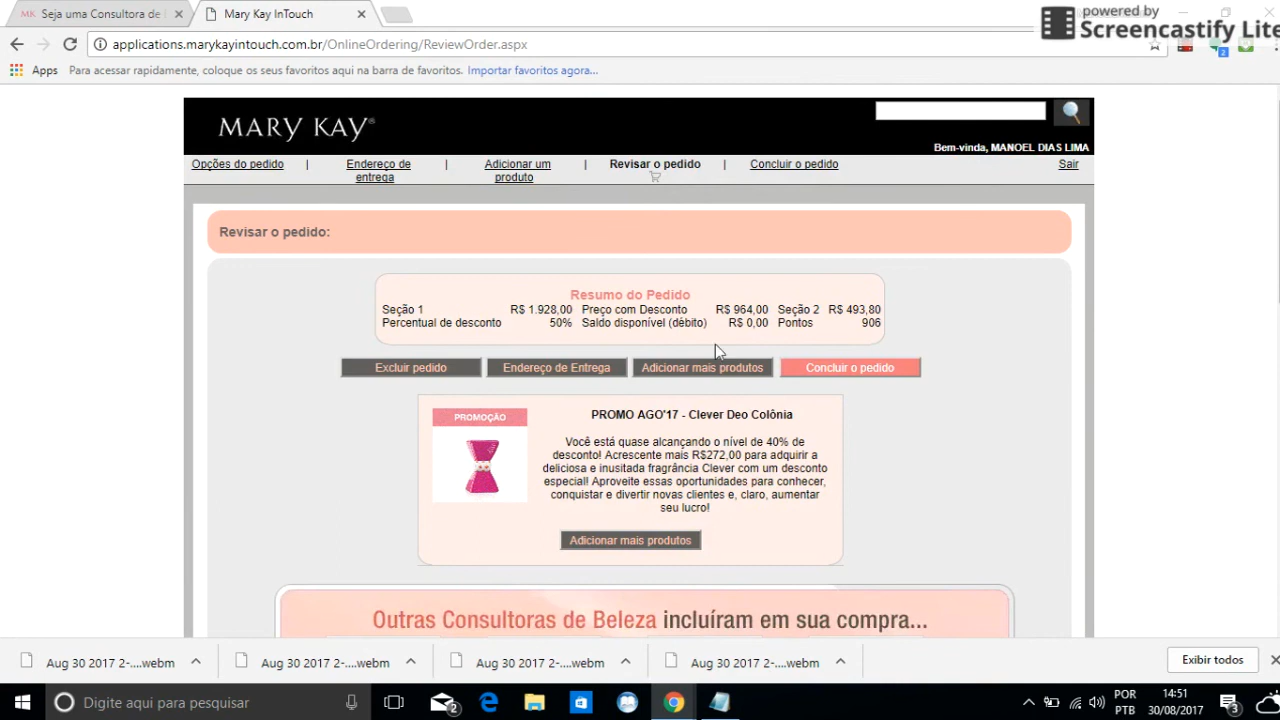 powered by
Screencastify Lite
MK Seja uma Consultora de
Mary Kay InTouch
applications.marykayintouch.com.br/OnlineOrdering/ReviewOrder.aspx
Apps Para acessar rapidamente, coloque os seus favoritos aqui na barra de favoritos. Importar favoritos agora...
MARY KAY®
Bem-vinda, MANOEL DIAS LIMA
Opções do pedido | Endereço de entrega | Adicionar um produto | Revisar o pedido | Concluir o pedido Sair
Revisar o pedido:
Resumo do Pedido
Seção 1 R$ 1.928,00 Preço com Desconto R$ 964,00 Seção 2 R$ 493,80
Percentual de desconto 50% Saldo disponível (débito) R$ 0,00 Pontos 906
Excluir pedido Endereço de Entrega Adicionar mais produtos Concluir o pedido
PROMOÇÃO
PROMO AGO'17 - Clever Deo Colônia
Você está quase alcançando o nível de 40% de
desconto! Acrescente mais R$272,00 para adquirir a
deliciosa e inusitada fragrância Clever com um desconto
especial! Aproveite essas oportunidades para conhecer,
conquistar e divertir novas clientes e, claro, aumentar
seu lucro!
Adicionar mais produtos
Outras Consultoras de Beleza incluíram em sua compra...
Aug 30 2017 2-....webm Aug 30 2017 2-....webm Aug 30 2017 2-....webm Aug 30 2017 2-....webm Exibir todos
Digite aqui para pesquisar
2
POR
PTB
14:51
30/08/2017
3